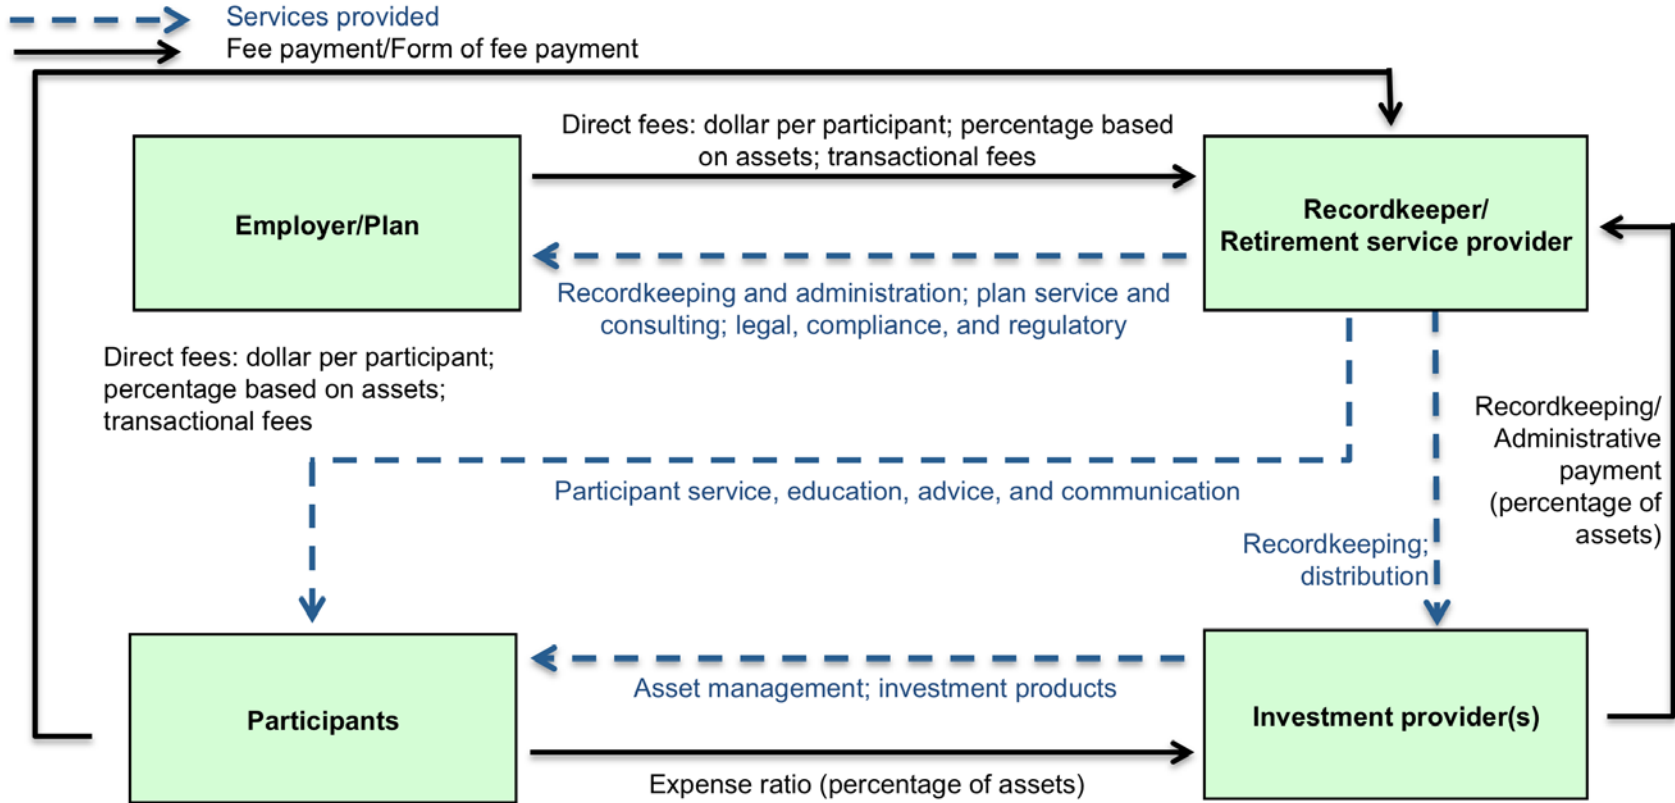 Services provided
Fee payment/Form of fee payment
Direct fees: dollar per participant; percentage based
on assets; transactional fees
Employer/Plan
Recordkeeper/
Retirement service provider
Recordkeeping and administration; plan service and
consulting; legal, compliance, and regulatory
Direct fees: dollar per participant;
percentage based on assets;
transactional fees
Recordkeeping/
Administrative
payment
(percentage of
assets)
Participant service, education, advice, and communication
Recordkeeping;
distribution
Asset management; investment products
Participants
Investment provider(s)
Expense ratio (percentage of assets)